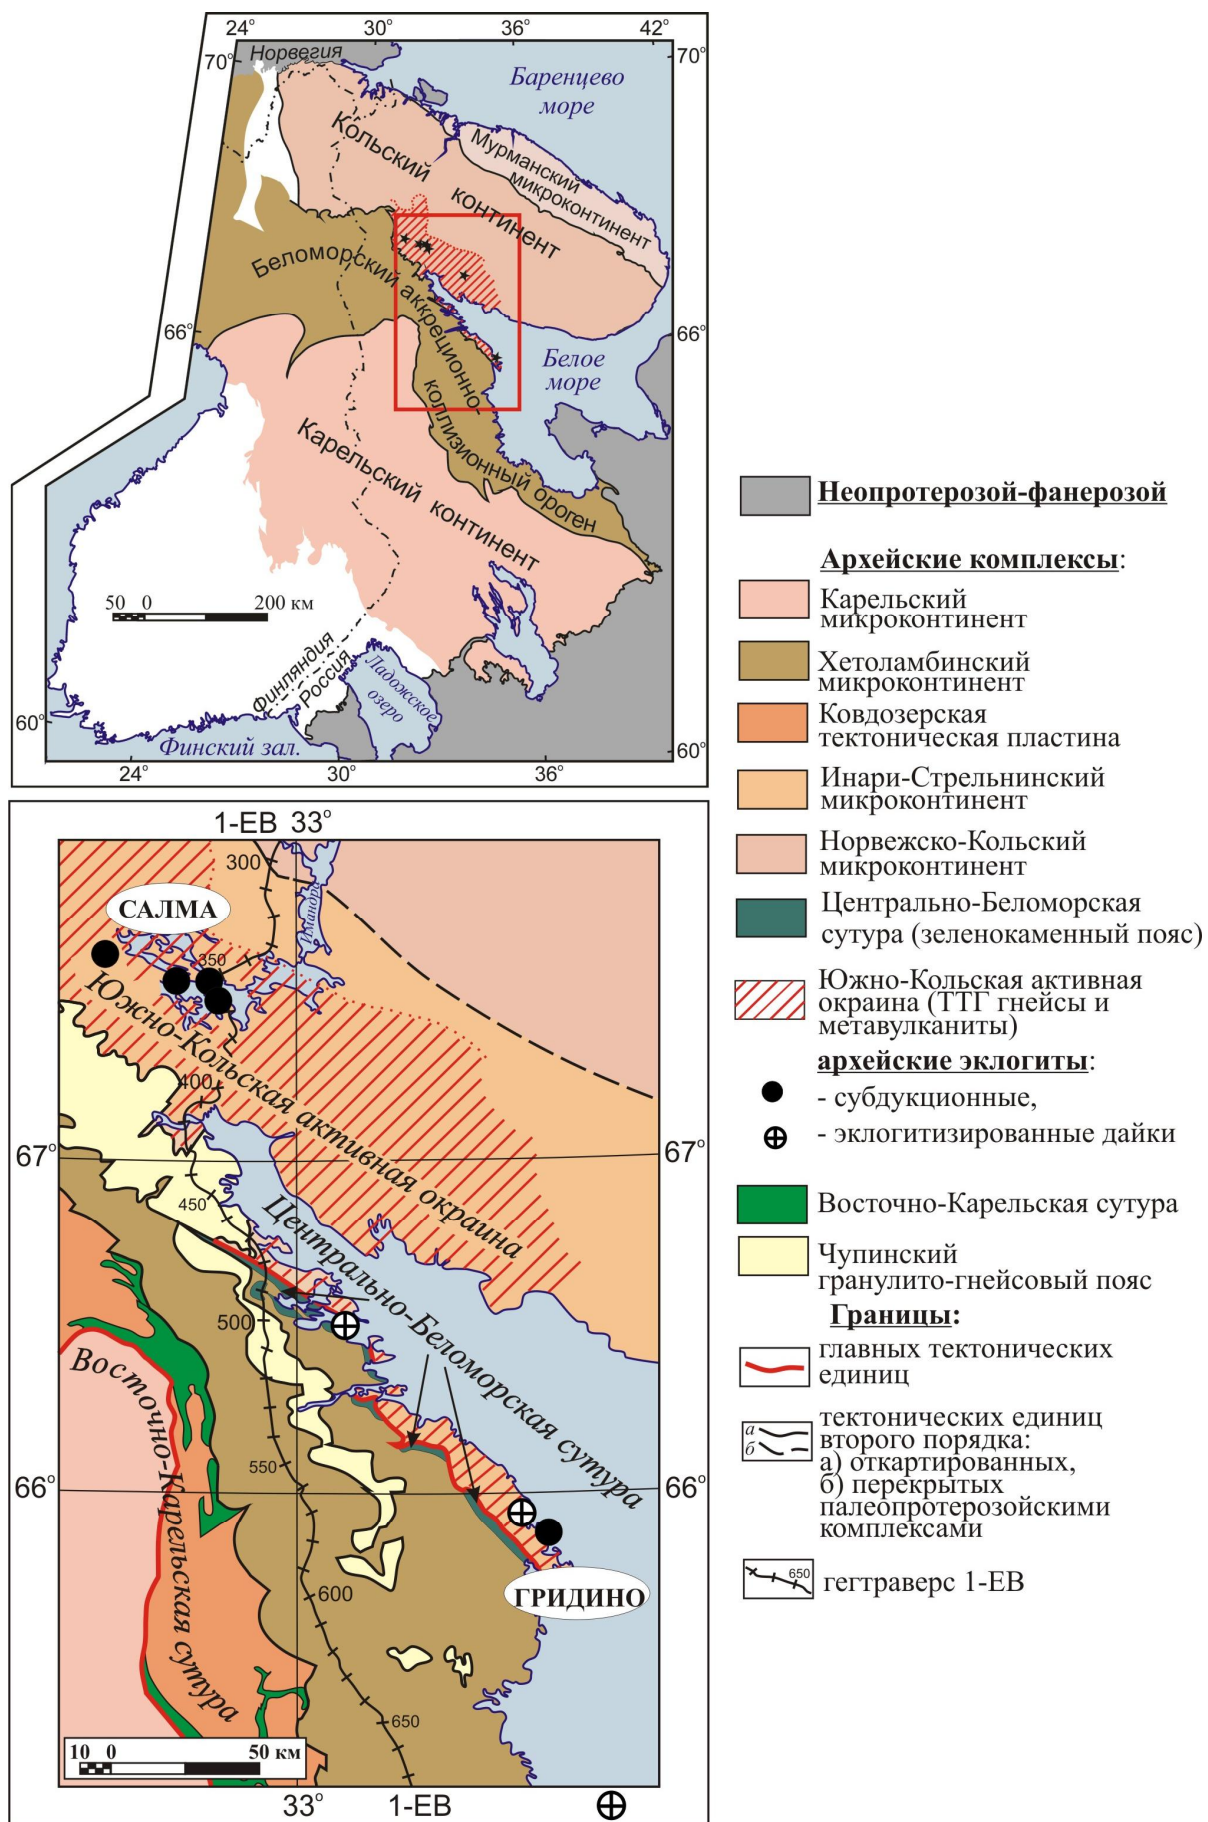 24° 30° 36° 42°
70° Норвегия 70°
Баренцево
море
Кольский
континент
Мурманский
микроконтинент
Беломорский аккреционно-
коллизионный ороген
66° 66°
Белое
море
Карельский континент
50 0 200 км
Финляндия
Россия
Ладожское
озеро
60° 60°
Финский зал.
24° 30° 36°
1-ЕВ 33°
300
САЛМА
Имандра
350
Южно-Кольская активная окраина
400
67° 67°
450
Центрально-Беломорская сутура
500
Восточно-Карельская сутура
550
66° 66°
600
ГРИДИНО
650
10 0 50 км
33° 1-ЕВ
Неопротерозой-фанерозой
Архейские комплексы:
Карельский
микроконтинент
Хетоламбинский
микроконтинент
Ковдозерская
тектоническая пластина
Инари-Стрельнинский
микроконтинент
Норвежско-Кольский
микроконтинент
Центрально-Беломорская
сутура (зеленокаменный пояс)
Южно-Кольская активная
окраина (ТТГ гнейсы и
метавулканиты)
архейские эклогиты:
- субдукционные,
- эклогитизированные дайки
Восточно-Карельская сутура
Чупинский
гранулито-гнейсовый пояс
Границы:
главных тектонических
единиц
а
б
тектонических единиц
второго порядка:
а) откартированных,
б) перекрытых
палеопротерозойскими
комплексами
650
гегтраверс 1-ЕВ